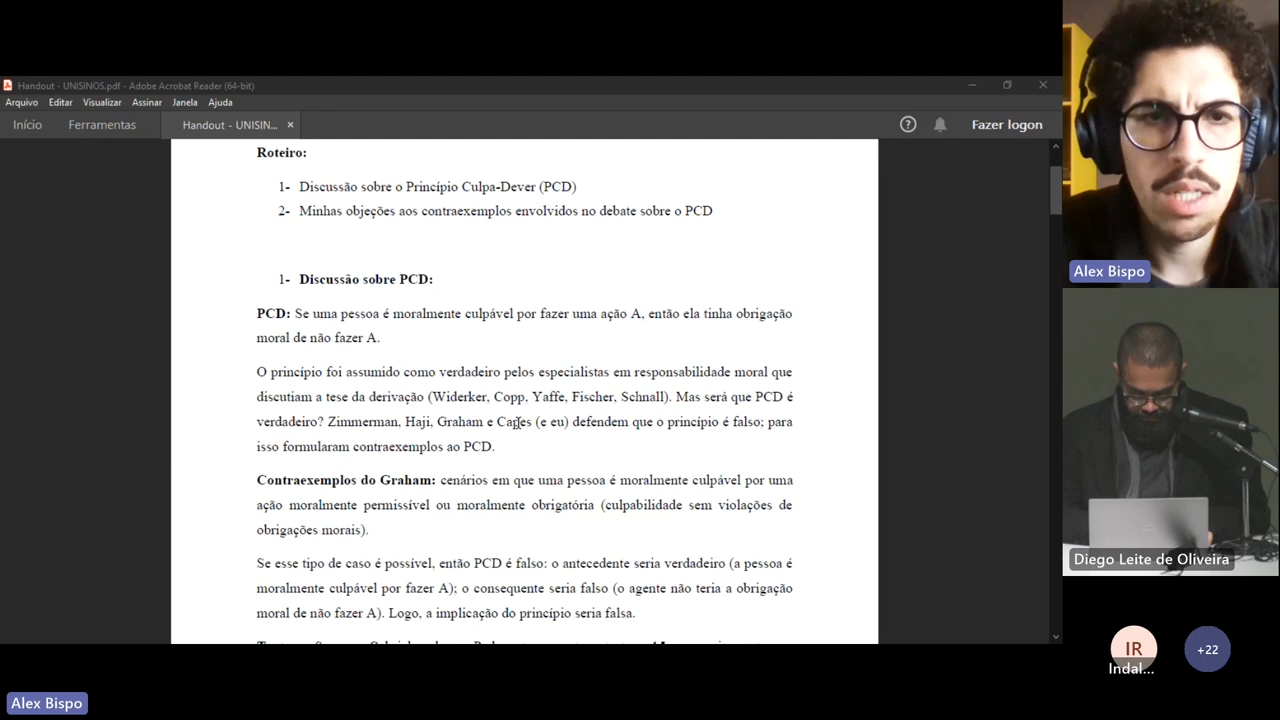 Handout - UNISINOS.pdf - Adobe Acrobat Reader (64-bit)
Arquivo Editar Visualizar Assinar Janela Ajuda
Início Ferramentas Handout - UNISIN... × Fazer logon
Roteiro:
1- Discussão sobre o Princípio Culpa-Dever (PCD)
2- Minhas objeções aos contraexemplos envolvidos no debate sobre o PCD
1- Discussão sobre PCD:
PCD: Se uma pessoa é moralmente culpável por fazer uma ação A, então ela tinha obrigação
moral de não fazer A.
O princípio foi assumido como verdadeiro pelos especialistas em responsabilidade moral que
discutiam a tese da derivação (Widerker, Copp, Yaffe, Fischer, Schnall). Mas será que PCD é
verdadeiro? Zimmerman, Haji, Graham e Capes (e eu) defendem que o princípio é falso; para
isso formularam contraexemplos ao PCD.
Contraexemplos do Graham: cenários em que uma pessoa é moralmente culpável por uma
ação moralmente permissível ou moralmente obrigatória (culpabilidade sem violações de
obrigações morais).
Se esse tipo de caso é possível, então PCD é falso: o antecedente seria verdadeiro (a pessoa é
moralmente culpável por fazer A); o consequente seria falso (o agente não teria a obrigação
moral de não fazer A). Logo, a implicação do princípio seria falsa.
Alex Bispo
Diego Leite de Oliveira
IR
Indal...
+22
Alex Bispo